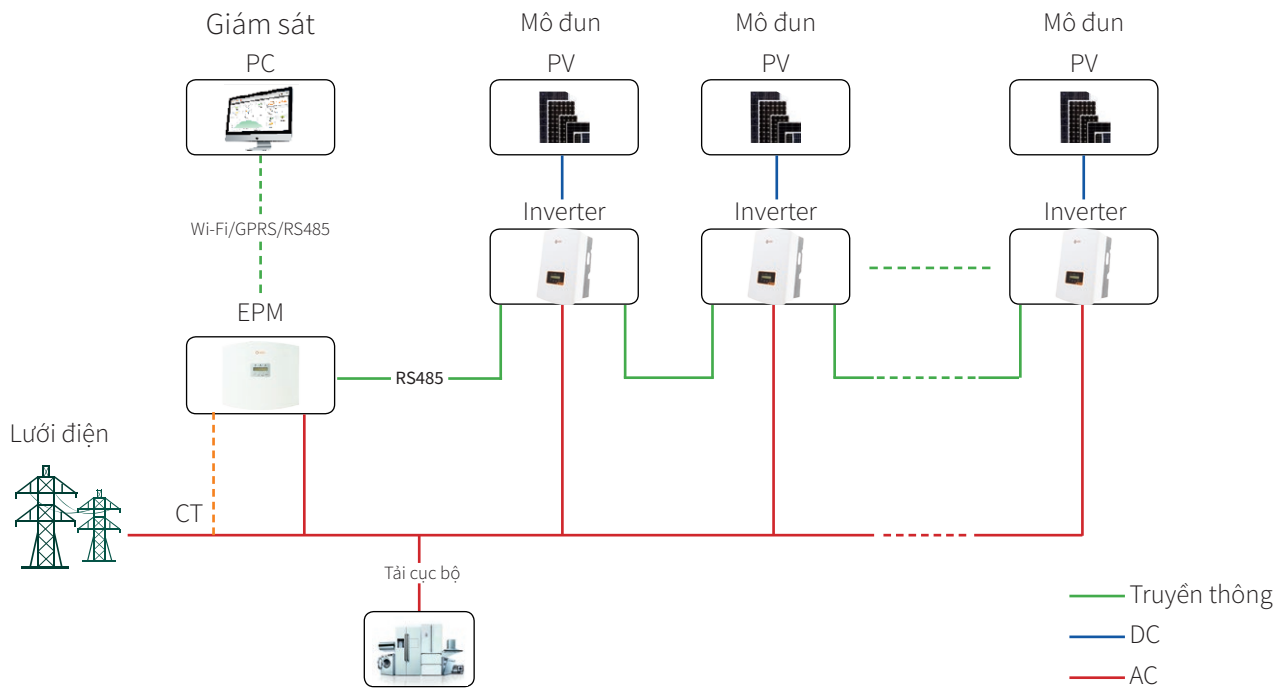 Giám sát
PC
Mô đun
PV
Mô đun
PV
Mô đun
PV
Wi-Fi/GPRS/RS485
Inverter
Inverter
Inverter
EPM
RS485
Lưới điện
CT
Tải cục bộ
Truyền thông
DC
AC